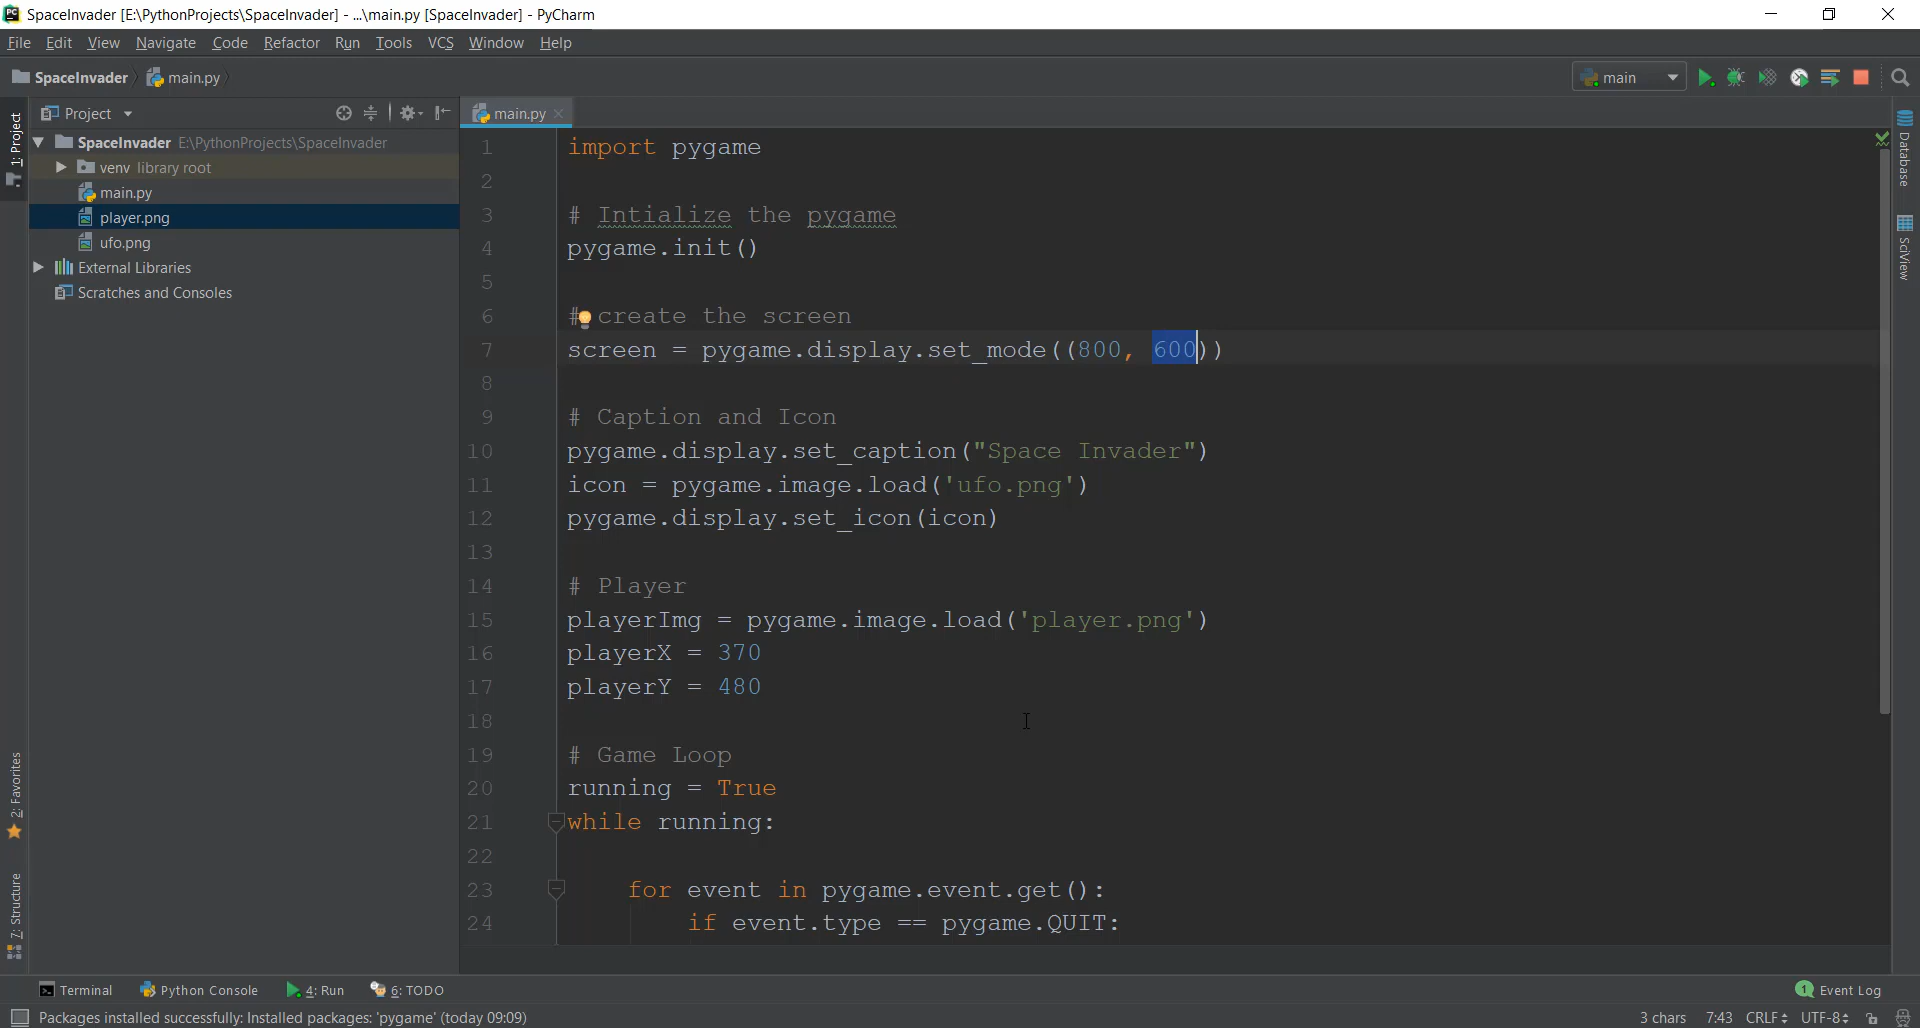 SpaceInvader [E:\PythonProjects\SpaceInvader] - ...\main.py [SpaceInvader] - PyCharm
File Edit View Navigate Code Refactor Run Tools VCS Window Help
SpaceInvader main.py main
1: Project
Project
main.py
SpaceInvader E:\PythonProjects\SpaceInvader
venv library root
main.py
player.png
ufo.png
External Libraries
Scratches and Consoles
2: Favorites
7: Structure
1 import pygame
2
3 # Intialize the pygame
4 pygame.init()
5
6 # create the screen
7 screen = pygame.display.set_mode((800, 600))
8
9 # Caption and Icon
10 pygame.display.set_caption("Space Invader")
11 icon = pygame.image.load('ufo.png')
12 pygame.display.set_icon(icon)
13
14 # Player
15 playerImg = pygame.image.load('player.png')
16 playerX = 370
17 playerY = 480
18
19 # Game Loop
20 running = True
21 while running:
22
23 for event in pygame.event.get():
24 if event.type == pygame.QUIT:
Database
SciView
Terminal Python Console 4: Run 6: TODO 1 Event Log
Packages installed successfully: Installed packages: 'pygame' (today 09:09) 3 chars 7:43 CRLF UTF-8